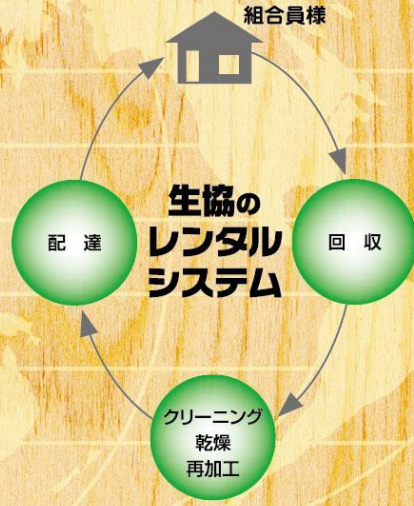 組合員様
生協の
レンタル
システム
配達
回収
クリーニング
乾燥
再加工